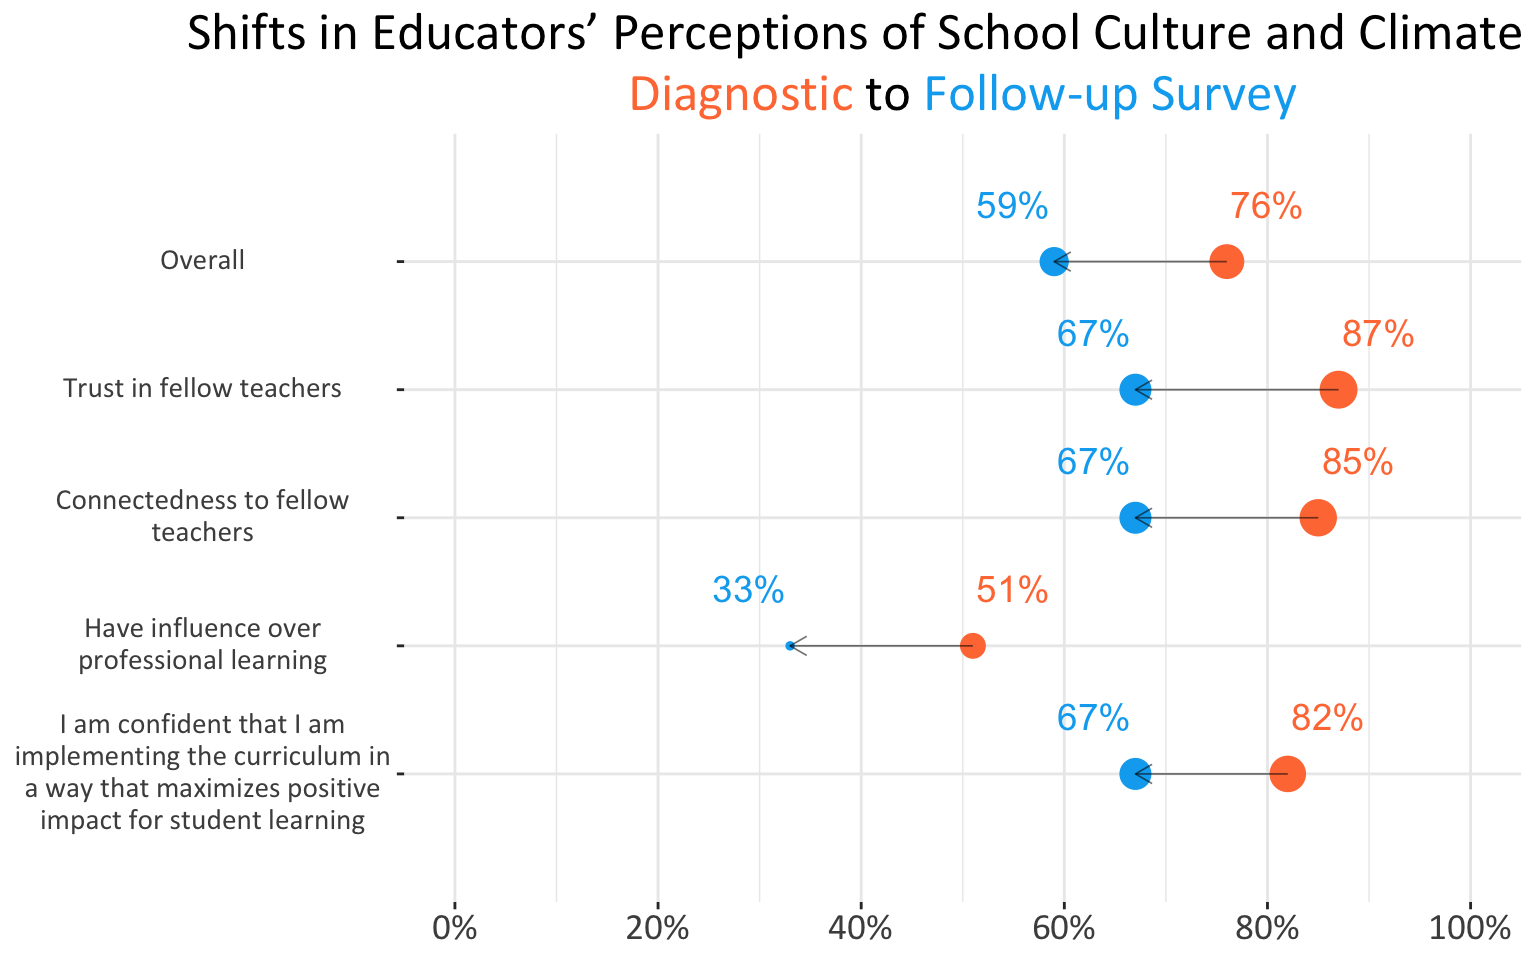 Shifts in Educators’ Perceptions of School Culture and Climate
Diagnostic to Follow-up Survey
59% 76%
Overall
67% 87%
Trust in fellow teachers
67% 85%
Connectedness to fellow
teachers
33% 51%
Have influence over
professional learning
67% 82%
I am confident that I am
implementing the curriculum in
a way that maximizes positive
impact for student learning
0% 20% 40% 60% 80% 100%